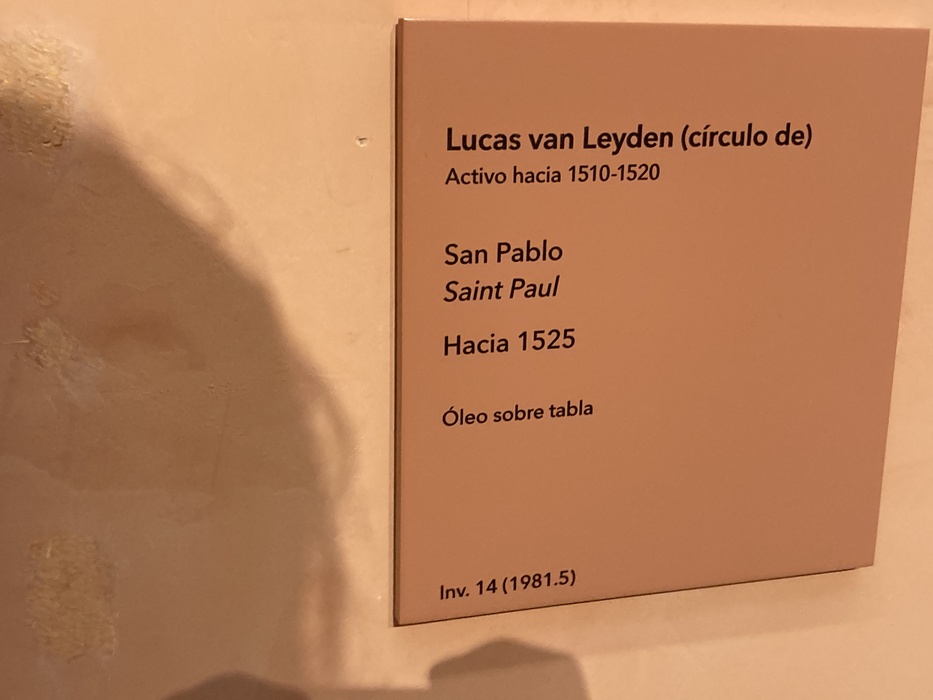 Lucas van Leyden (círculo de)
Activo hacia 1510-1520
San Pablo
Saint Paul
Hacia 1525
Óleo sobre tabla
Inv. 14 (1981.5)